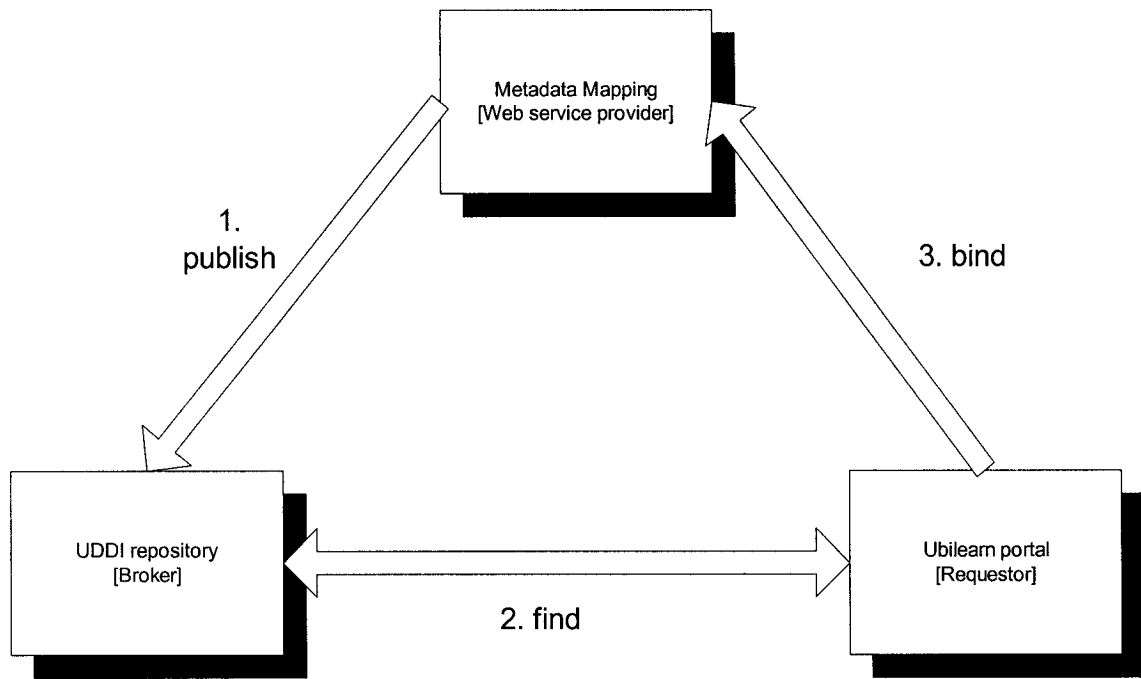 Metadata Mapping
[Web service provider]
1.
publish
3. bind
UDDI repository
[Broker]
2. find
Ubilearn portal
[Requestor]